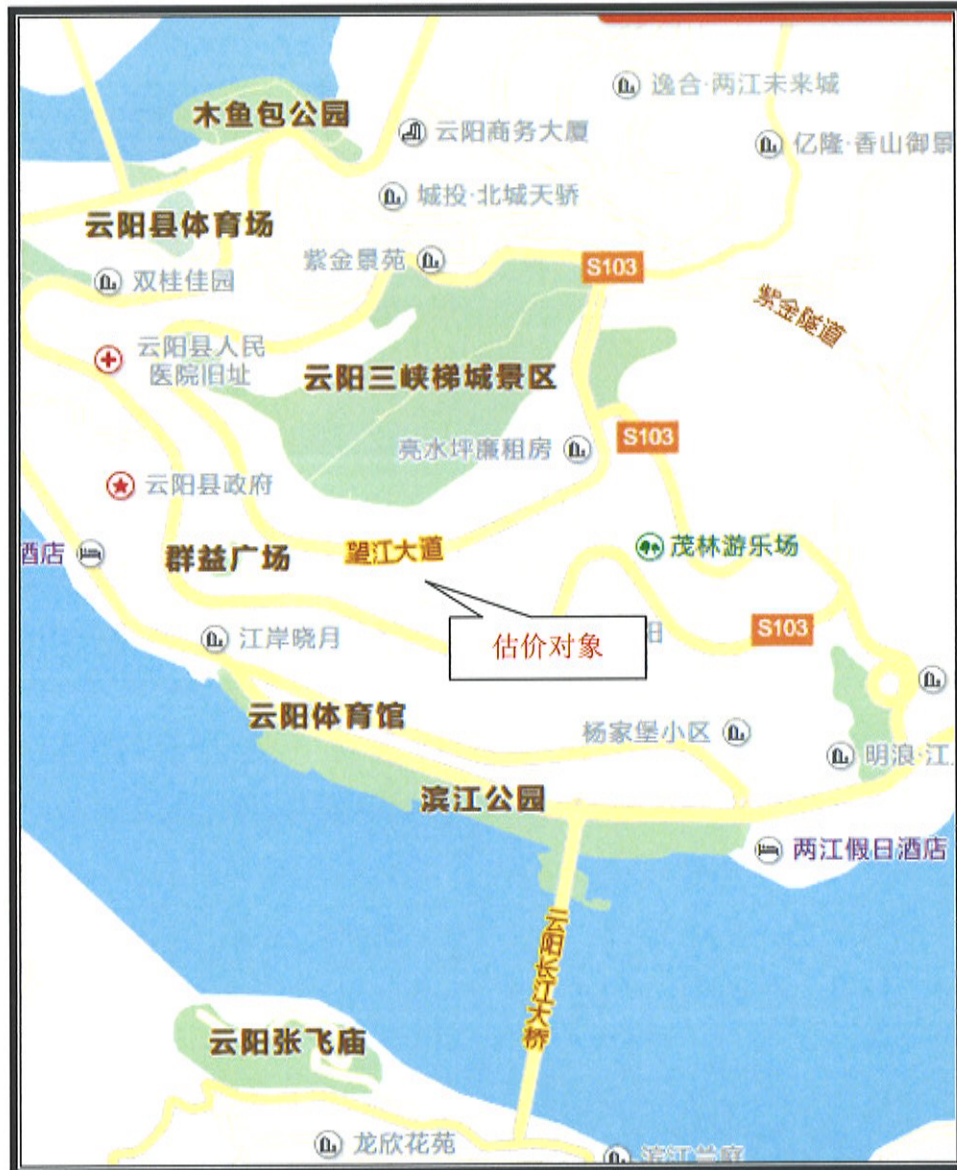 逸合·两江未来城
木鱼包公园
云阳商务大厦
亿隆·香山御景
城投·北城天骄
云阳县体育场
紫金景苑
S103
双桂佳园
紫金隧道
云阳县人民
医院旧址
云阳三峡梯城景区
S103
亮水坪廉租房
云阳县政府
酒店
群益广场
望江大道
茂林游乐场
S103
江岸晓月
估价对象
阳
云阳体育馆
杨家堡小区
明浪·江
滨江公园
两江假日酒店
云阳长江大桥
云阳张飞庙
龙欣花苑
滨江兰庭